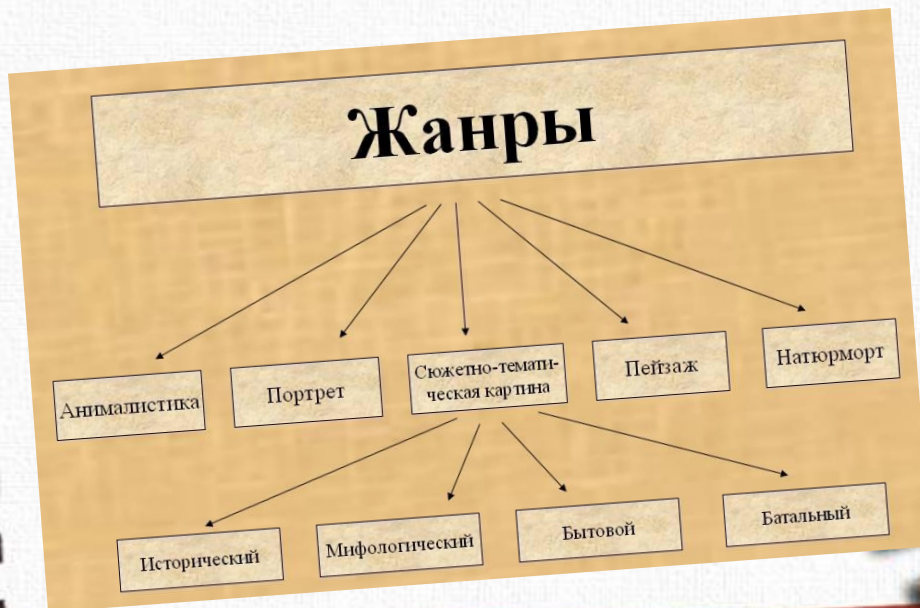 Жанры
Анималистика
Портрет
Сюжетно-темати-
ческая картина
Пейзаж
Натюрморт
Исторический
Мифологический
Бытовой
Батальный